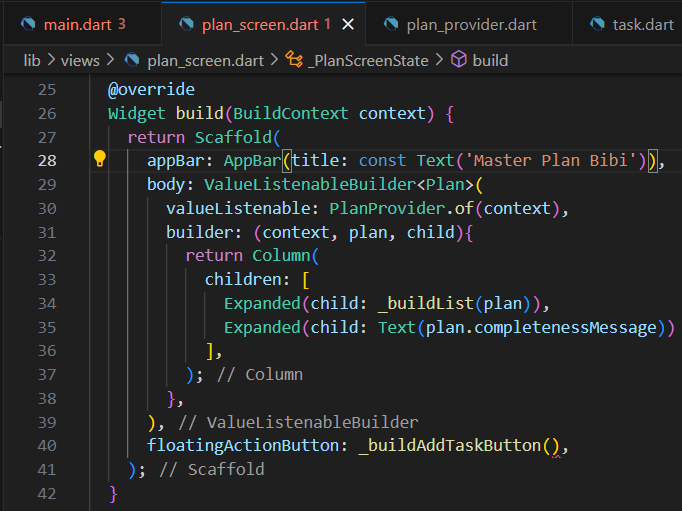 main.dart 3 plan_screen.dart 1 plan_provider.dart task.dart
lib > views > plan_screen.dart > _PlanScreenState > build
25 @override
26 Widget build(BuildContext context) {
27 return Scaffold(
28 appBar: AppBar(title: const Text('Master Plan Bibi')),
29 body: ValueListenableBuilder<Plan>(
30 valueListenable: PlanProvider.of(context),
31 builder: (context, plan, child){
32 return Column(
33 children: [
34 Expanded(child: _buildList(plan)),
35 Expanded(child: Text(plan.completenessMessage))
36 ],
37 ); // Column
38 },
39 ), // ValueListenableBuilder
40 floatingActionButton: _buildAddTaskButton(),
41 ); // Scaffold
42 }